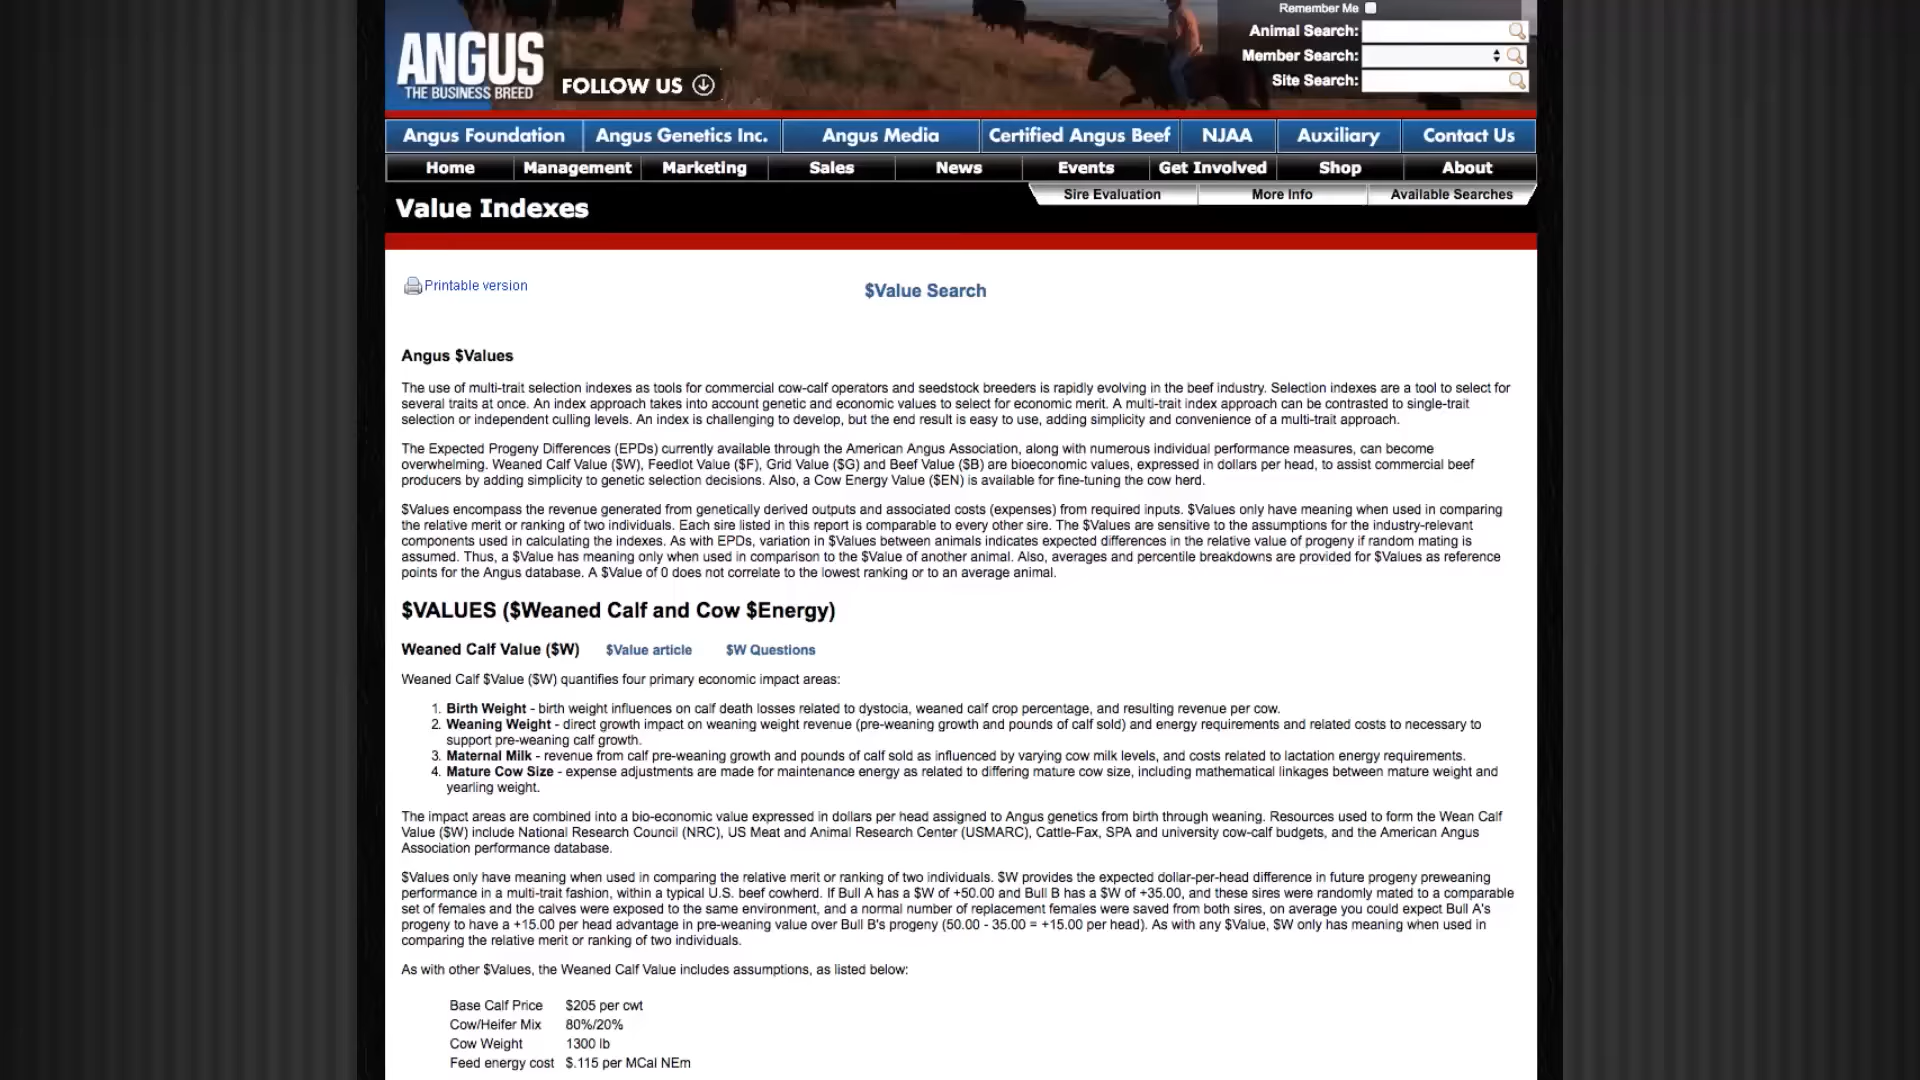 Remember Me
Animal Search:
Member Search:
Site Search:
ANGUS
THE BUSINESS BREED
FOLLOW US
Angus Foundation Angus Genetics Inc. Angus Media Certified Angus Beef NJAA Auxiliary Contact Us
Home Management Marketing Sales News Events Get Involved Shop About
Sire Evaluation More Info Available Searches
Value Indexes
Printable version
$Value Search
Angus $Values
The use of multi-trait selection indexes as tools for commercial cow-calf operators and seedstock breeders is rapidly evolving in the beef industry. Selection indexes are a tool to select for
several traits at once. An index approach takes into account genetic and economic values to select for economic merit. A multi-trait index approach can be contrasted to single-trait
selection or independent culling levels. An index is challenging to develop, but the end result is easy to use, adding simplicity and convenience of a multi-trait approach.
The Expected Progeny Differences (EPDs) currently available through the American Angus Association, along with numerous individual performance measures, can become
overwhelming. Weaned Calf Value ($W), Feedlot Value ($F), Grid Value ($G) and Beef Value ($B) are bioeconomic values, expressed in dollars per head, to assist commercial beef
producers by adding simplicity to genetic selection decisions. Also, a Cow Energy Value ($EN) is available for fine-tuning the cow herd.
$Values encompass the revenue generated from genetically derived outputs and associated costs (expenses) from required inputs. $Values only have meaning when used in comparing
the relative merit or ranking of two individuals. Each sire listed in this report is comparable to every other sire. The $Values are sensitive to the assumptions for the industry-relevant
components used in calculating the indexes. As with EPDs, variation in $Values between animals indicates expected differences in the relative value of progeny if random mating is
assumed. Thus, a $Value has meaning only when used in comparison to the $Value of another animal. Also, averages and percentile breakdowns are provided for $Values as reference
points for the Angus database. A $Value of 0 does not correlate to the lowest ranking or to an average animal.
$VALUES ($Weaned Calf and Cow $Energy)
Weaned Calf Value ($W) $Value article $W Questions
Weaned Calf $Value ($W) quantifies four primary economic impact areas:
1. Birth Weight - birth weight influences on calf death losses related to dystocia, weaned calf crop percentage, and resulting revenue per cow.
2. Weaning Weight - direct growth impact on weaning weight revenue (pre-weaning growth and pounds of calf sold) and energy requirements and related costs to necessary to
support pre-weaning calf growth.
3. Maternal Milk - revenue from calf pre-weaning growth and pounds of calf sold as influenced by varying cow milk levels, and costs related to lactation energy requirements.
4. Mature Cow Size - expense adjustments are made for maintenance energy as related to differing mature cow size, including mathematical linkages between mature weight and
yearling weight.
The impact areas are combined into a bio-economic value expressed in dollars per head assigned to Angus genetics from birth through weaning. Resources used to form the Wean Calf
Value ($W) include National Research Council (NRC), US Meat and Animal Research Center (USMARC), Cattle-Fax, SPA and university cow-calf budgets, and the American Angus
Association performance database.
$Values only have meaning when used in comparing the relative merit or ranking of two individuals. $W provides the expected dollar-per-head difference in future progeny preweaning
performance in a multi-trait fashion, within a typical U.S. beef cowherd. If Bull A has a $W of +50.00 and Bull B has a $W of +35.00, and these sires were randomly mated to a comparable
set of females and the calves were exposed to the same environment, and a normal number of replacement females were saved from both sires, on average you could expect Bull A's
progeny to have a +15.00 per head advantage in pre-weaning value over Bull B's progeny (50.00 - 35.00 = +15.00 per head). As with any $Value, $W only has meaning when used in
comparing the relative merit or ranking of two individuals.
As with other $Values, the Weaned Calf Value includes assumptions, as listed below:
Base Calf Price $205 per cwt
Cow/Heifer Mix 80%/20%
Cow Weight 1300 lb
Feed energy cost $.115 per MCal NEm